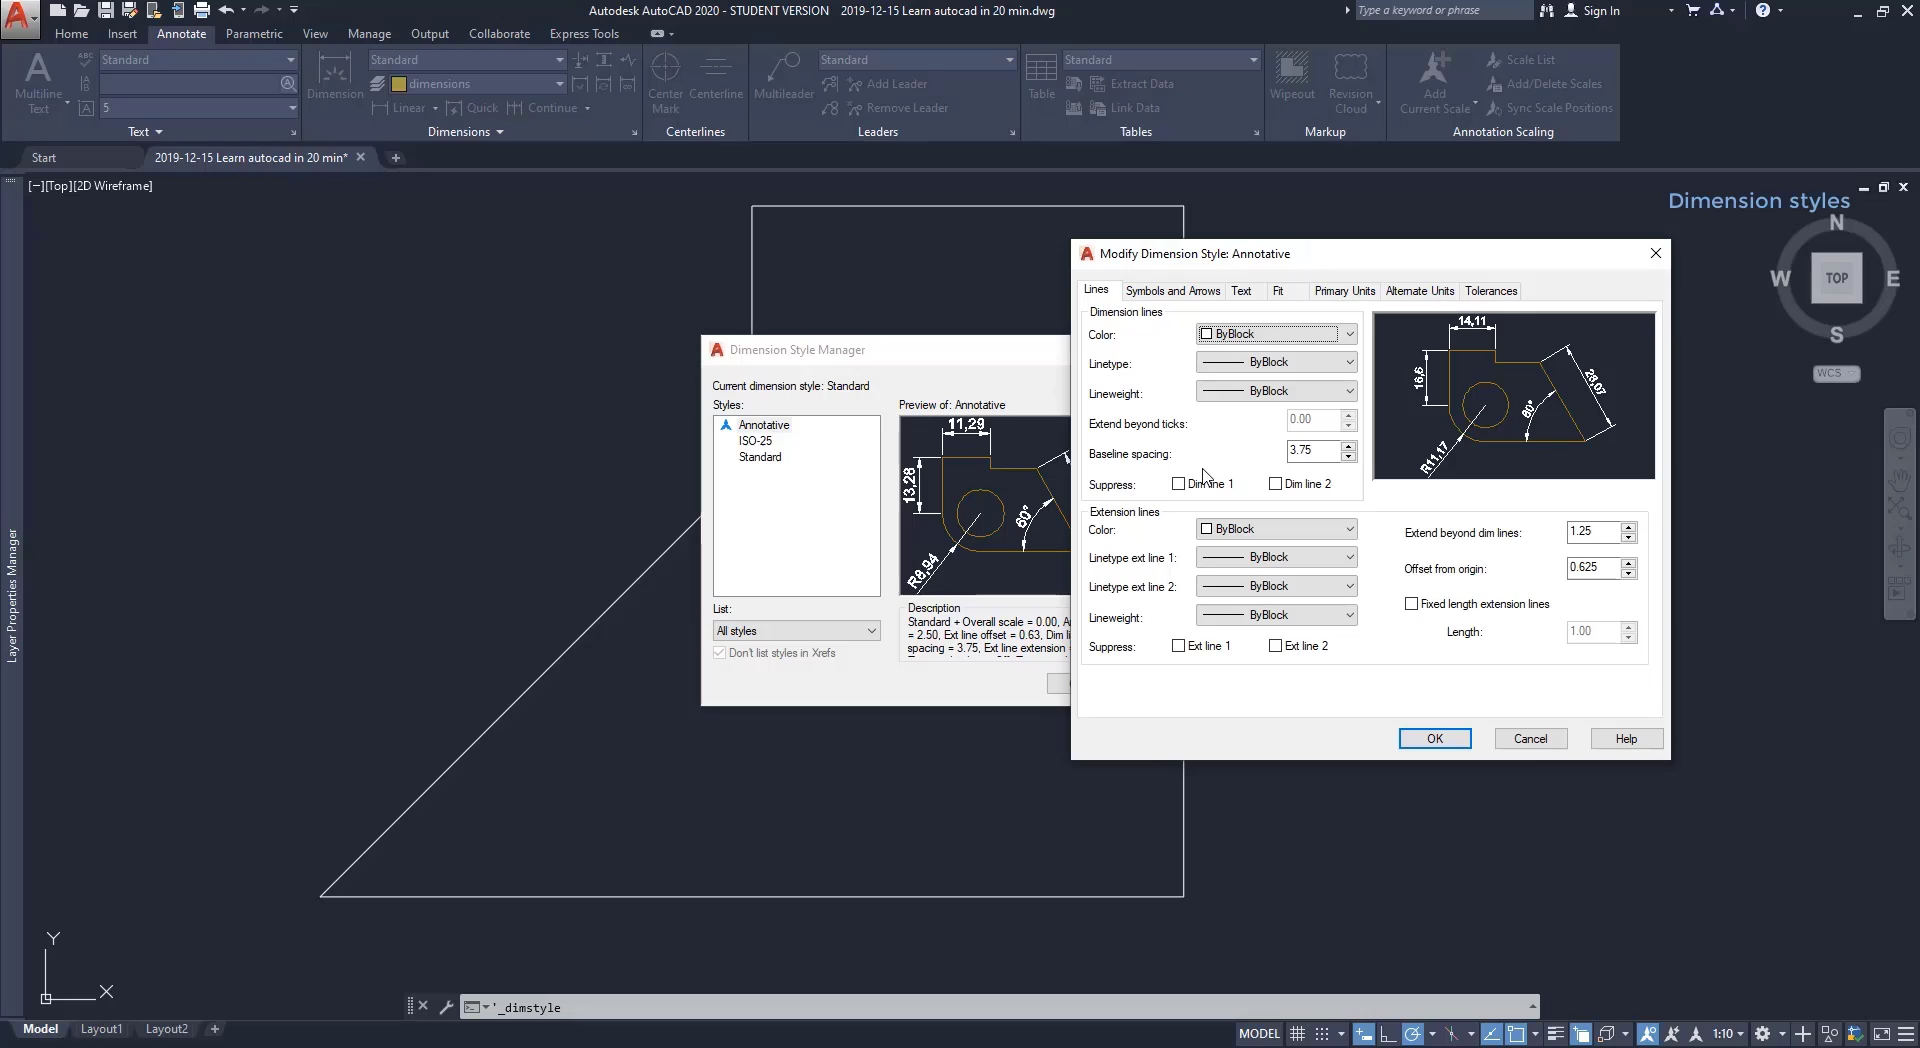 Autodesk AutoCAD 2020 - STUDENT VERSION 2019-12-15 Learn autocad in 20 min.dwg
Type a keyword or phrase
Sign In
Home Insert Annotate Parametric View Manage Output Collaborate Express Tools
Multiline Text
ABC
Standard
5
Text
Dimension
Standard
dimensions
Linear Quick Continue
Dimensions
Center Mark
Centerline
Centerlines
Multileader
Standard
Add Leader
Remove Leader
Leaders
Table
Standard
Extract Data
Link Data
Tables
Wipeout
Revision Cloud
Markup
Add Current Scale
Scale List
Add/Delete Scales
Sync Scale Positions
Annotation Scaling
Start
2019-12-15 Learn autocad in 20 min*
[−][Top][2D Wireframe]
Dimension styles
N
W TOP E
S
WCS
Layer Properties Manager
Dimension Style Manager
Current dimension style: Standard
Styles:
Annotative
ISO-25
Standard
Preview of: Annotative
11,29
13,28
60°
R8,94
List:
All styles
Don't list styles in Xrefs
Description
Standard + Overall scale = 0.00,
= 2.50, Ext line offset = 0.63, Dim
spacing = 3.75, Ext line extension =
Modify Dimension Style: Annotative
Lines Symbols and Arrows Text Fit Primary Units Alternate Units Tolerances
Dimension lines
Color: ByBlock
Linetype: ByBlock
Lineweight: ByBlock
Extend beyond ticks: 0.00
Baseline spacing: 3.75
Suppress: Dim line 1 Dim line 2
14,11
16,6
28,07
R11,17
Extension lines
Color: ByBlock
Linetype ext line 1: ByBlock
Linetype ext line 2: ByBlock
Lineweight: ByBlock
Suppress: Ext line 1 Ext line 2
Extend beyond dim lines: 1.25
Offset from origin: 0.625
Fixed length extension lines
Length: 1.00
OK Cancel Help
Y
X
'_dimstyle
Model Layout1 Layout2
MODEL
1:10